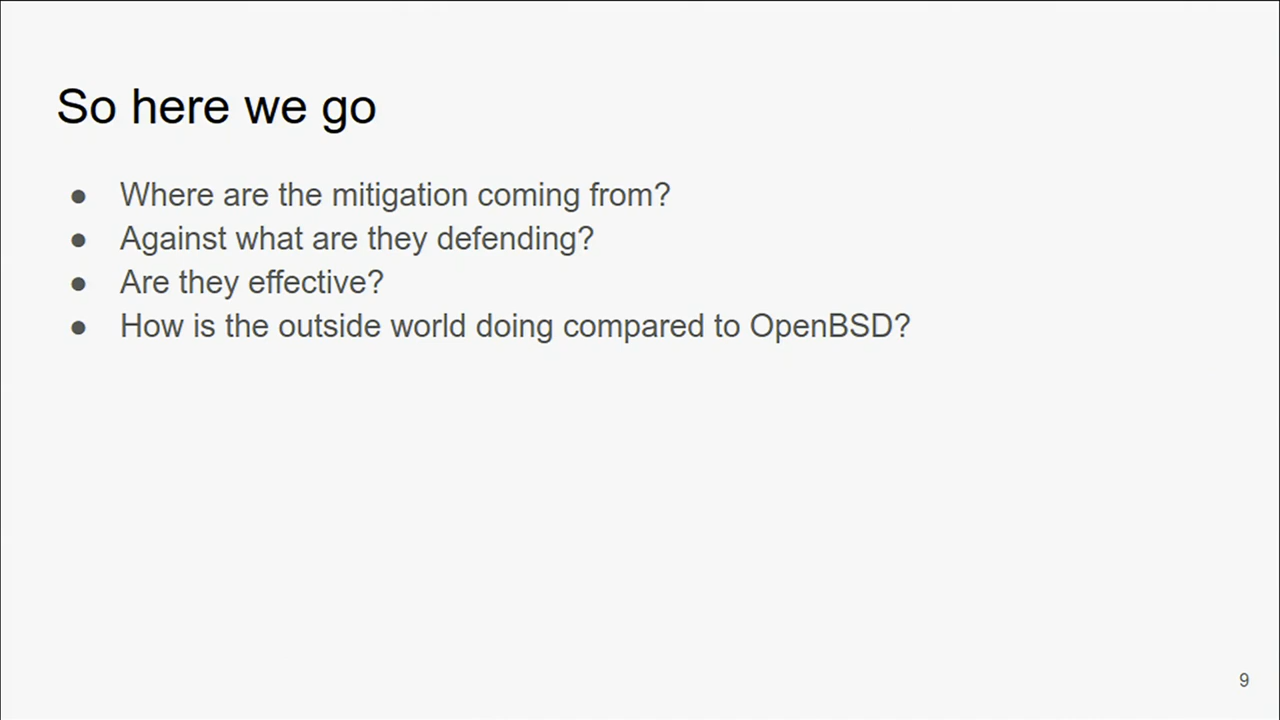 So here we go
● Where are the mitigation coming from?
● Against what are they defending?
● Are they effective?
● How is the outside world doing compared to OpenBSD?
9